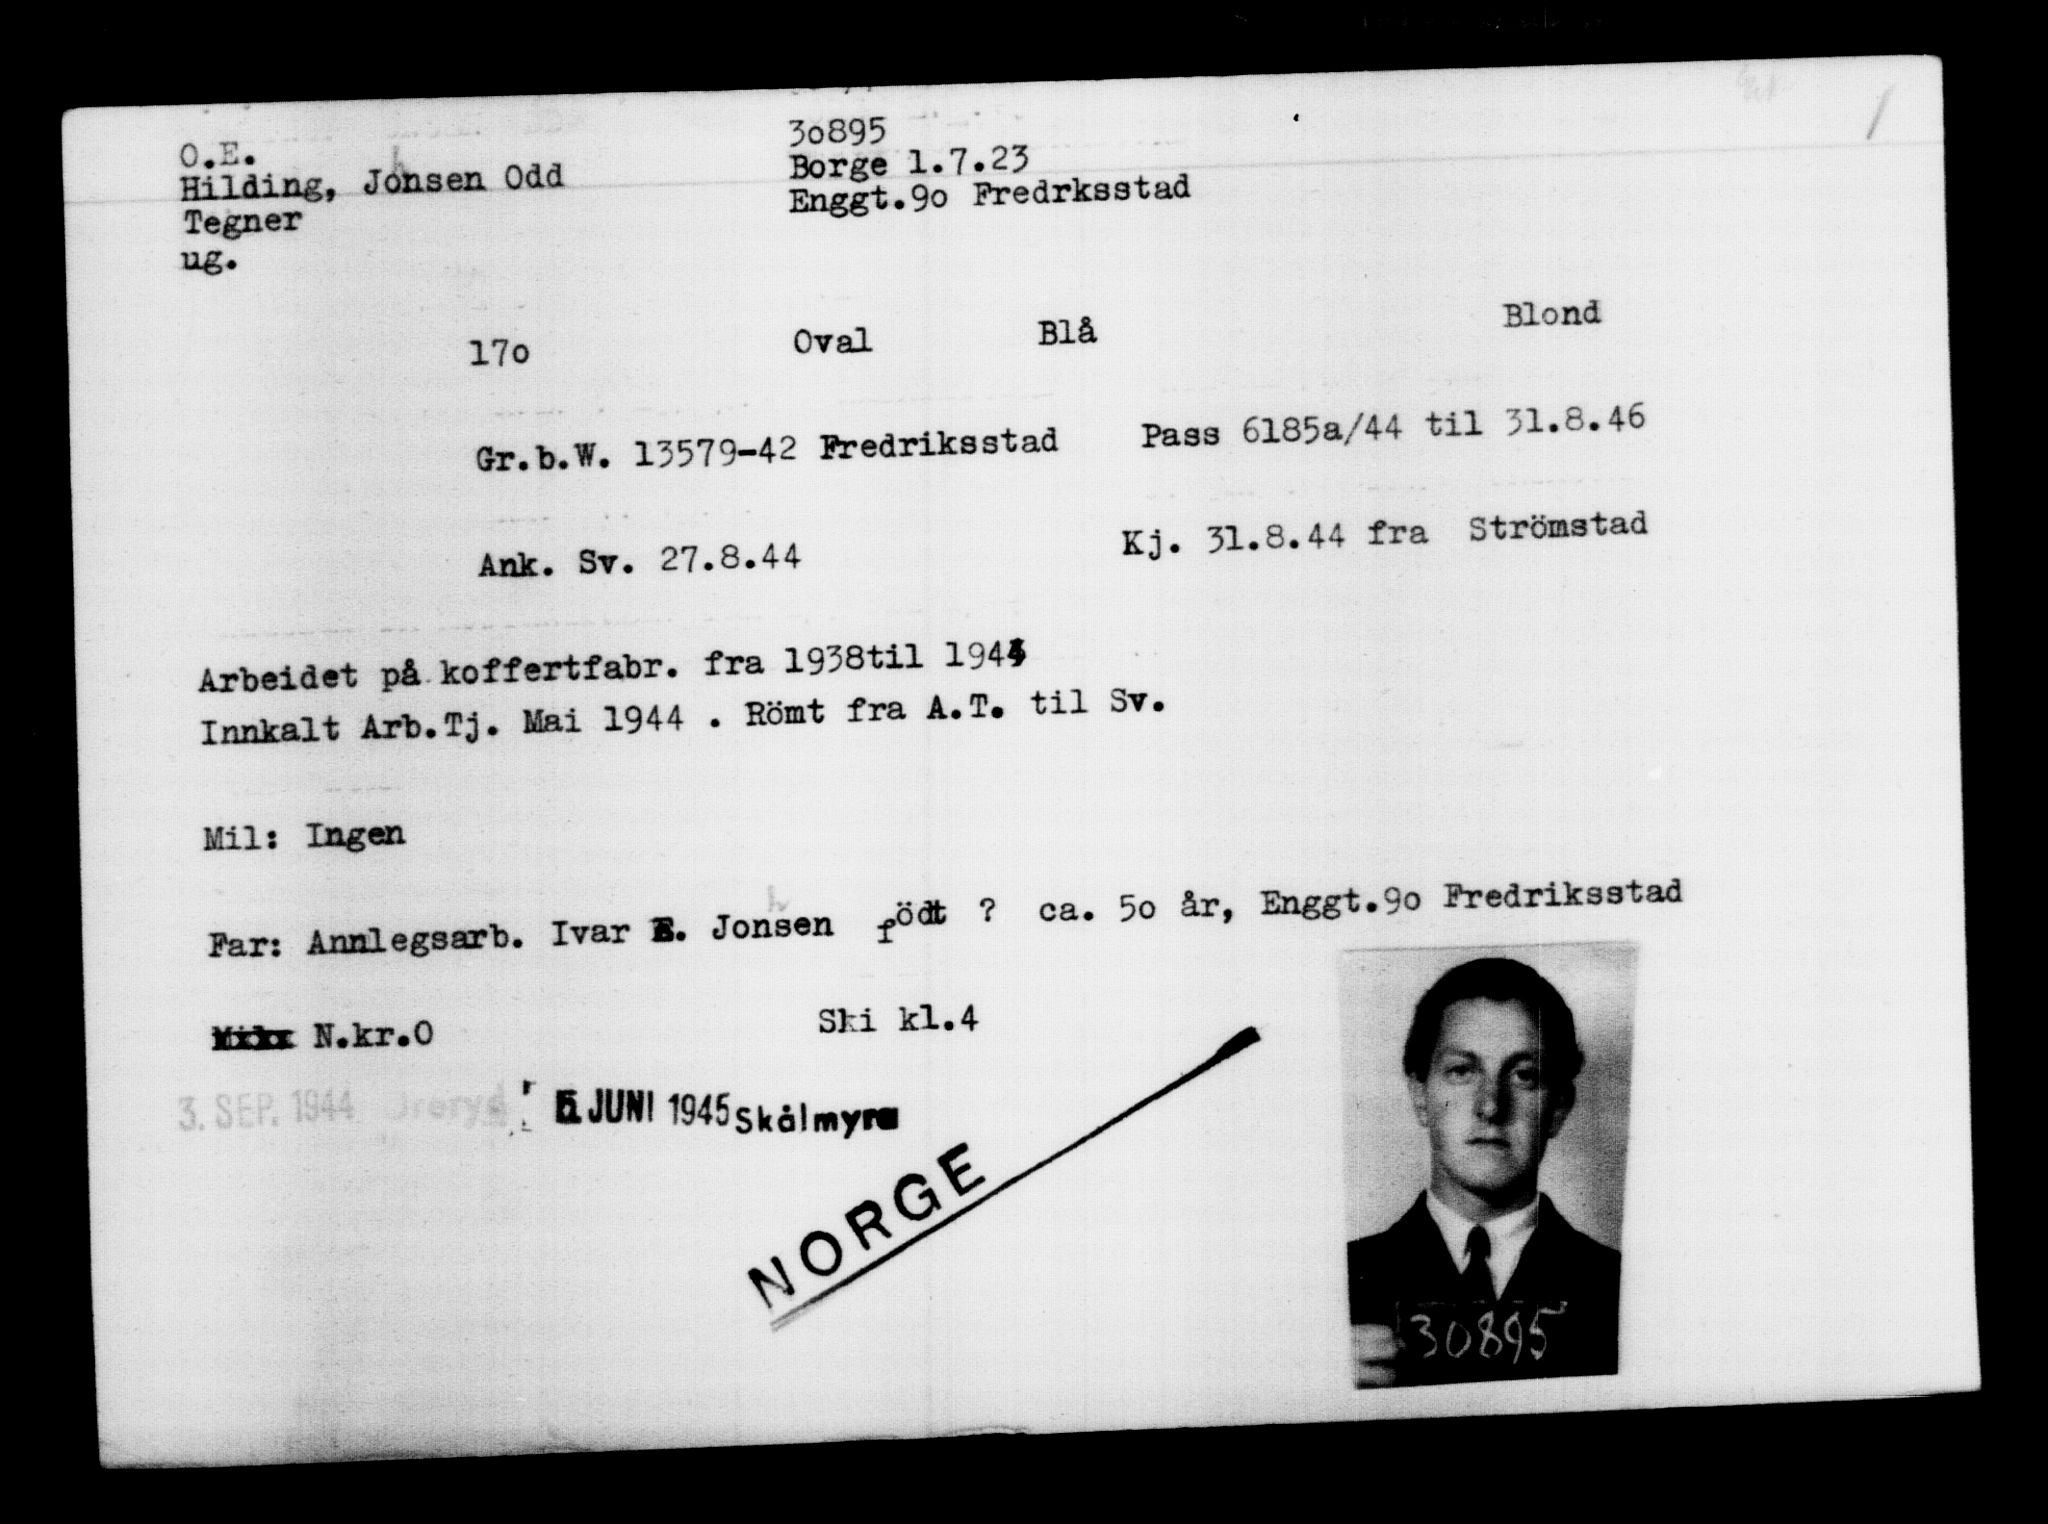 O.E.
Hilding, Jonsen Odd
Tegner
ug.
30895
Borge 1.7.23
Enggt.9o Fredrksstad
17o Oval Blå Blond
Gr.b.W. 13579-42 Fredriksstad Pass 6185a/44 til 31.8.46
Ank. Sv. 27.8.44 Kj. 31.8.44 fra Strömstad
Arbeidet på koffertfabr. fra 1938til
Innkalt Arb.Tj. Mai 1944 . Römt fra A.T. til Sv.
Mil: Ingen
Far: Annlegsarb. Ivar E. Jonsen födt ? ca. 5o år, Enggt.9o Fredriksstad
N.kr.O Ski kl.4
3. SEP. 1944 JUNI 1945 Skålmyra
NORGE
30895